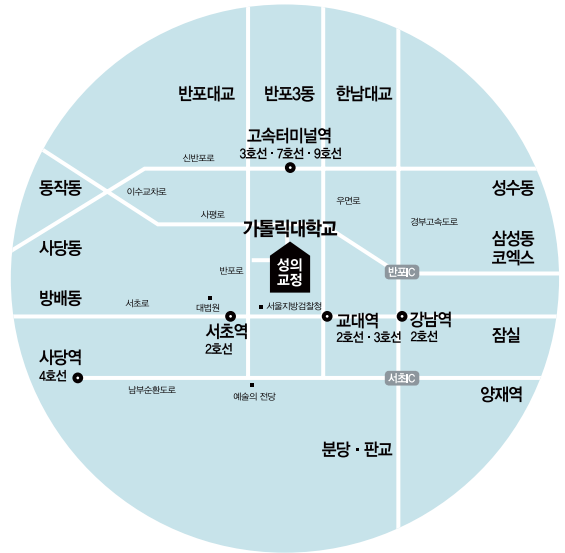 반포대교
반포3동
한남대교
고속터미널역
3호선 · 7호선 · 9호선
신반포로
동작동
이수교차로
성수동
우면로
사평로
경부고속도로
가톨릭대학교
사당동
삼성동
코엑스
성의
교정
반포로
반포IC
방배동
서초로
대법원
서울지방검찰청
서초역
2호선
교대역
2호선 · 3호선
강남역
2호선
잠실
사당역
4호선
서초IC
남부순환도로
예술의 전당
양재역
분당 · 판교